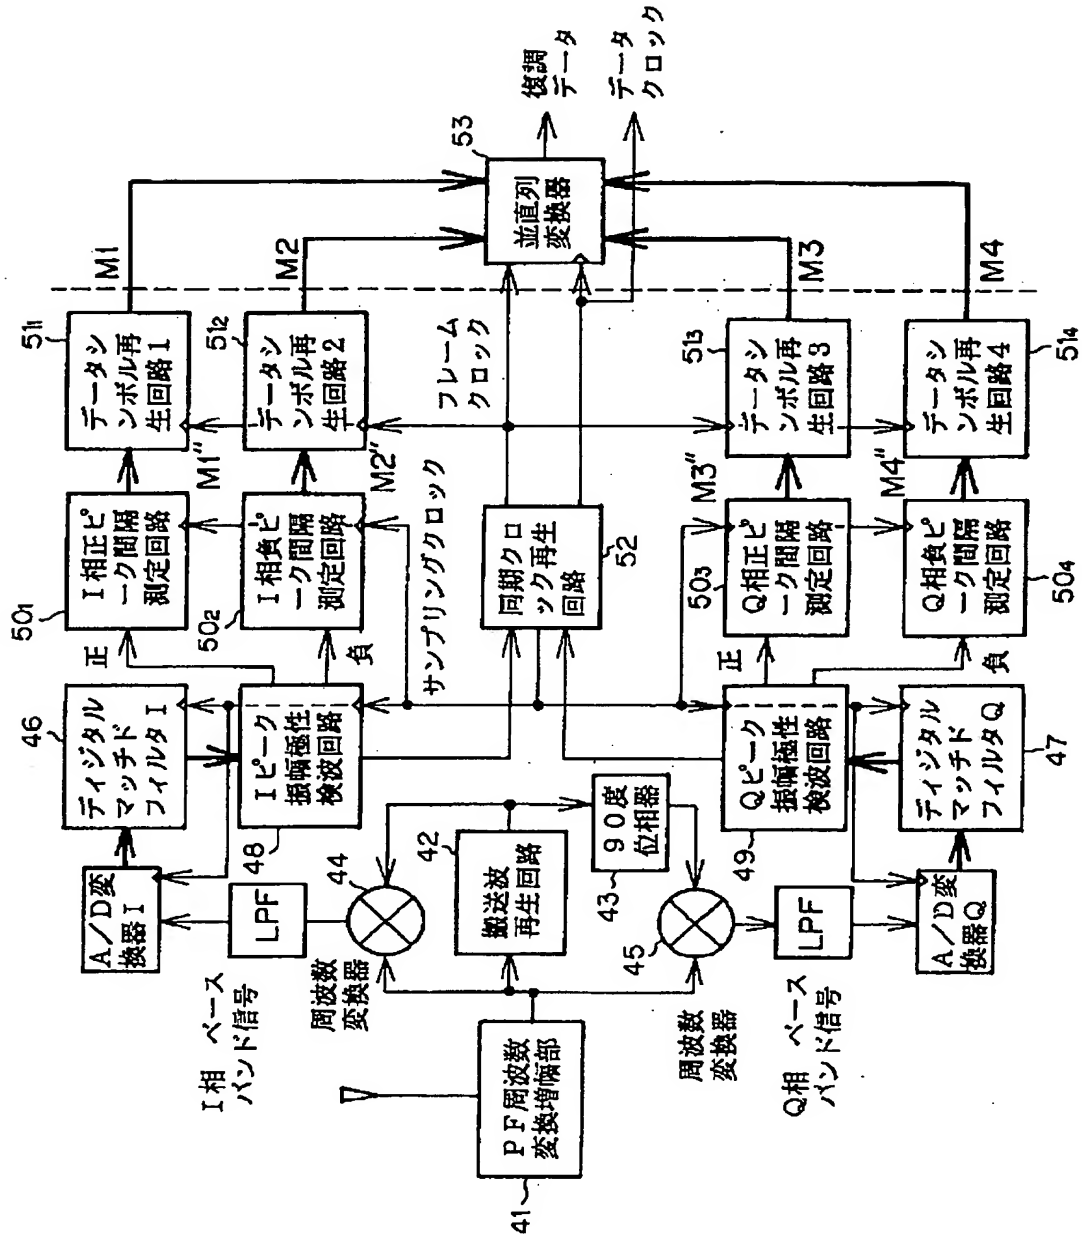 41
PF周波数
変換増幅部
I相 ベース
バンド信号
周波数
変換器
44
LPF
A/D変
換器I
46
ディジタル
マッチド
フィルタI
48
Iピーク
振幅極性
検波回路
正
負
50₁
I相正ピ
ーク間隔
測定回路
50₂
I相負ピ
ーク間隔
測定回路
M1"
M2"
51₁
データシ
ンボル再
生回路1
51₂
データシ
ンボル再
生回路2
M1
M2
42
搬送波
再生回路
43
90度
位相器
サンプリングクロック
同期クロ
ック再生
回路
52
フレーム
クロック
53
並直列
変換器
復調
データ
データ
クロック
45
周波数
変換器
Q相 ベース
バンド信号
LPF
A/D変
換器Q
49
Qピーク
振幅極性
検波回路
ディジタル
マッチド
フィルタQ
47
正
負
50₃
Q相正ピ
ーク間隔
測定回路
Q相負ピ
ーク間隔
測定回路
50₄
M3"
M4"
51₃
データシ
ンボル再
生回路3
データシ
ンボル再
生回路4
51₄
M3
M4